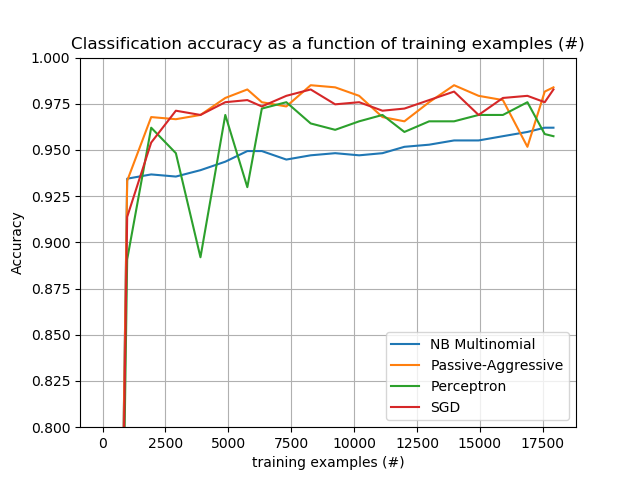 Classification accuracy as a function of training examples (#)
1.000
0.975
0.950
0.925
0.900
0.875
0.850
0.825
0.800
Accuracy
NB Multinomial
Passive-Aggressive
Perceptron
SGD
0 2500 5000 7500 10000 12500 15000 17500
training examples (#)